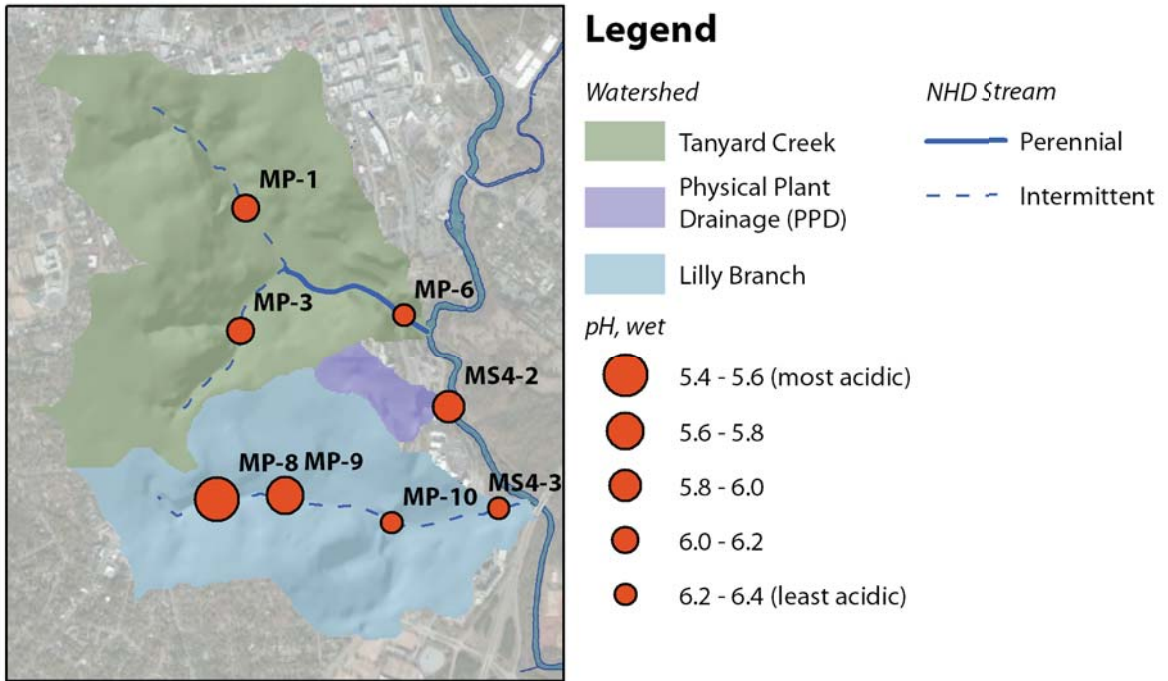 MP-1
MP-3
MP-6
MS4-2
MP-8 MP-9
MP-10
MS4-3
Legend
Watershed
Tanyard Creek
Physical Plant
Drainage (PPD)
Lilly Branch
NHD Stream
Perennial
Intermittent
pH, wet
5.4 - 5.6 (most acidic)
5.6 - 5.8
5.8 - 6.0
6.0 - 6.2
6.2 - 6.4 (least acidic)